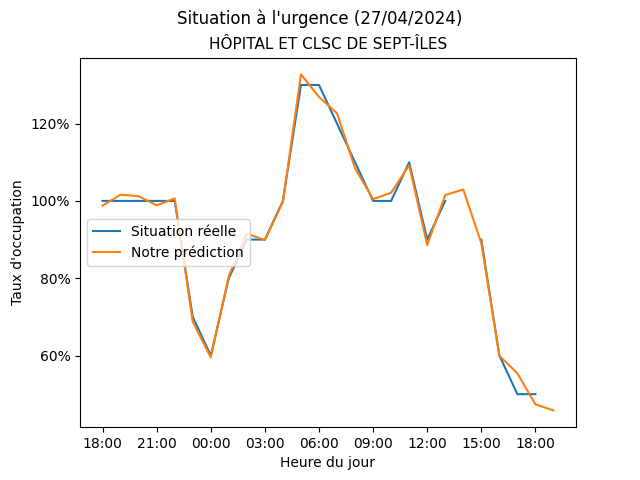 Situation à l'urgence (27/04/2024)
HÔPITAL ET CLSC DE SEPT-ÎLES
120%
100%
80%
60%
Taux d'occupation
Situation réelle
Notre prédiction
18:00 21:00 00:00 03:00 06:00 09:00 12:00 15:00 18:00
Heure du jour